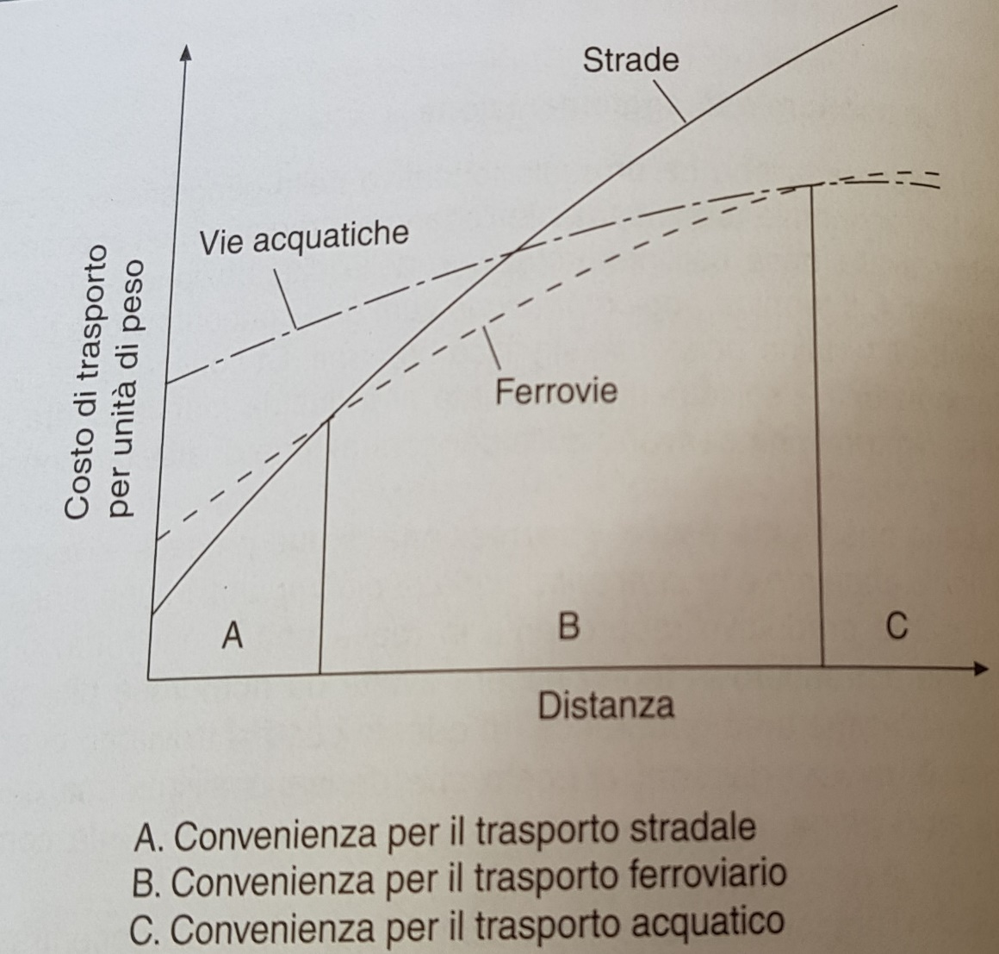 Strade
Vie acquatiche
Costo di trasporto
per unità di peso
Ferrovie
A
B
C
Distanza
A. Convenienza per il trasporto stradale
B. Convenienza per il trasporto ferroviario
C. Convenienza per il trasporto acquatico